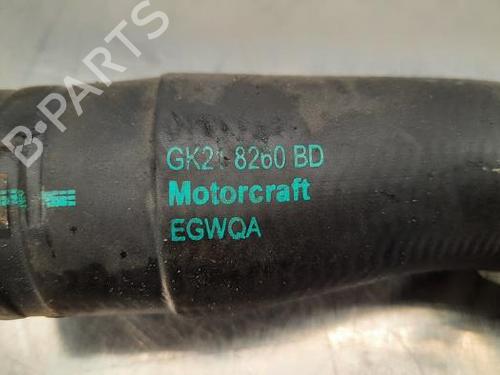 B-PARTS
GK21 8260 BD
Motorcraft
EGWQA